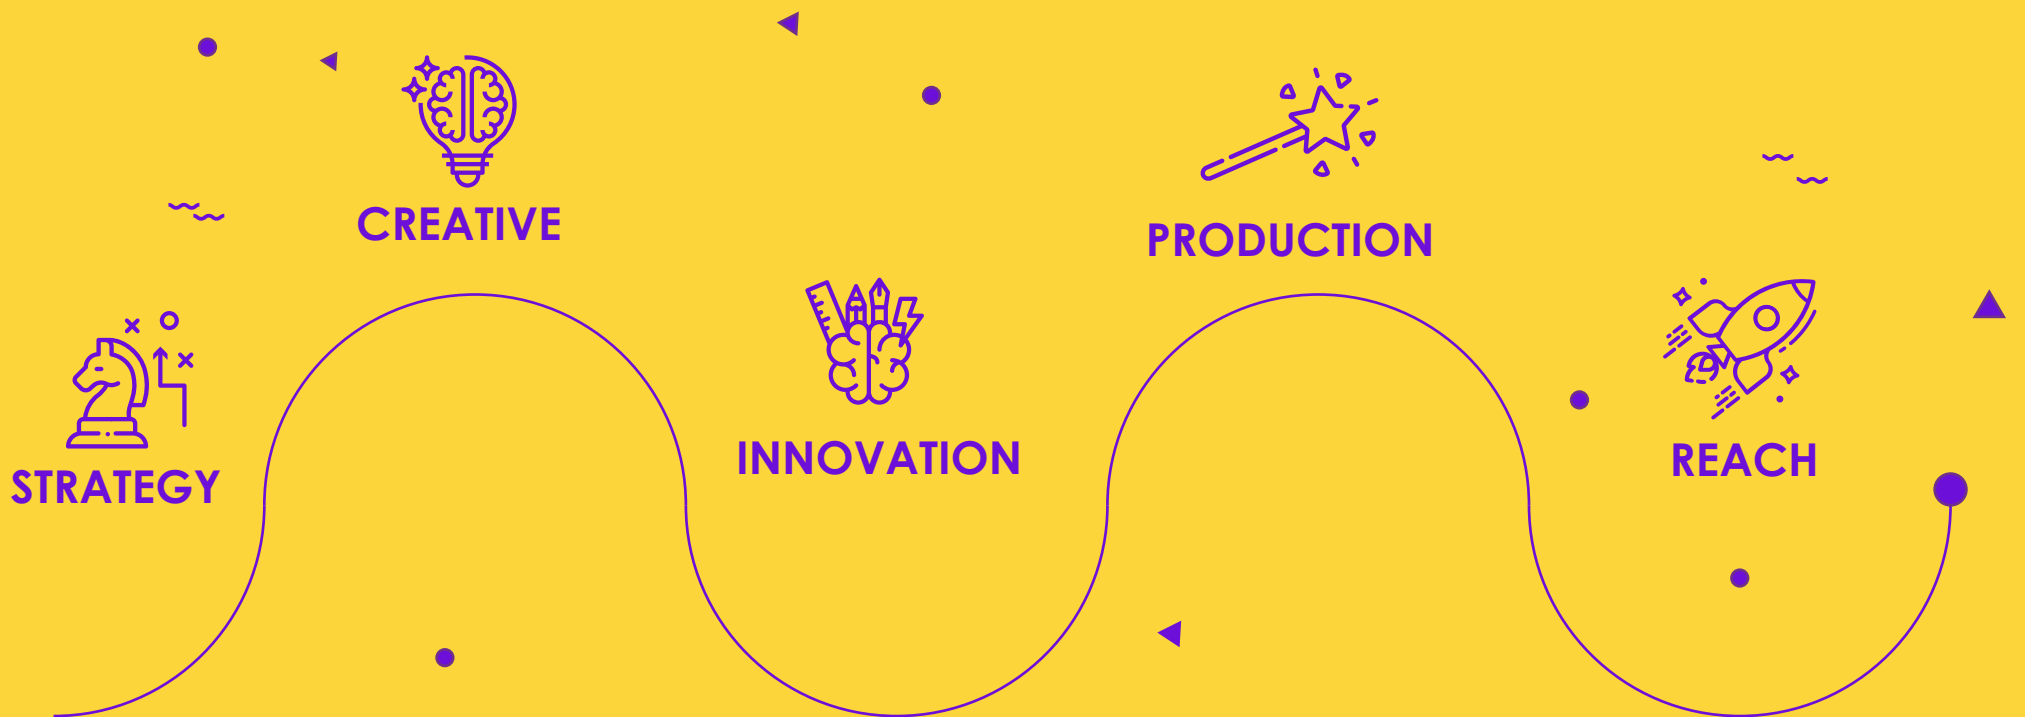 STRATEGY
CREATIVE
INNOVATION
PRODUCTION
REACH